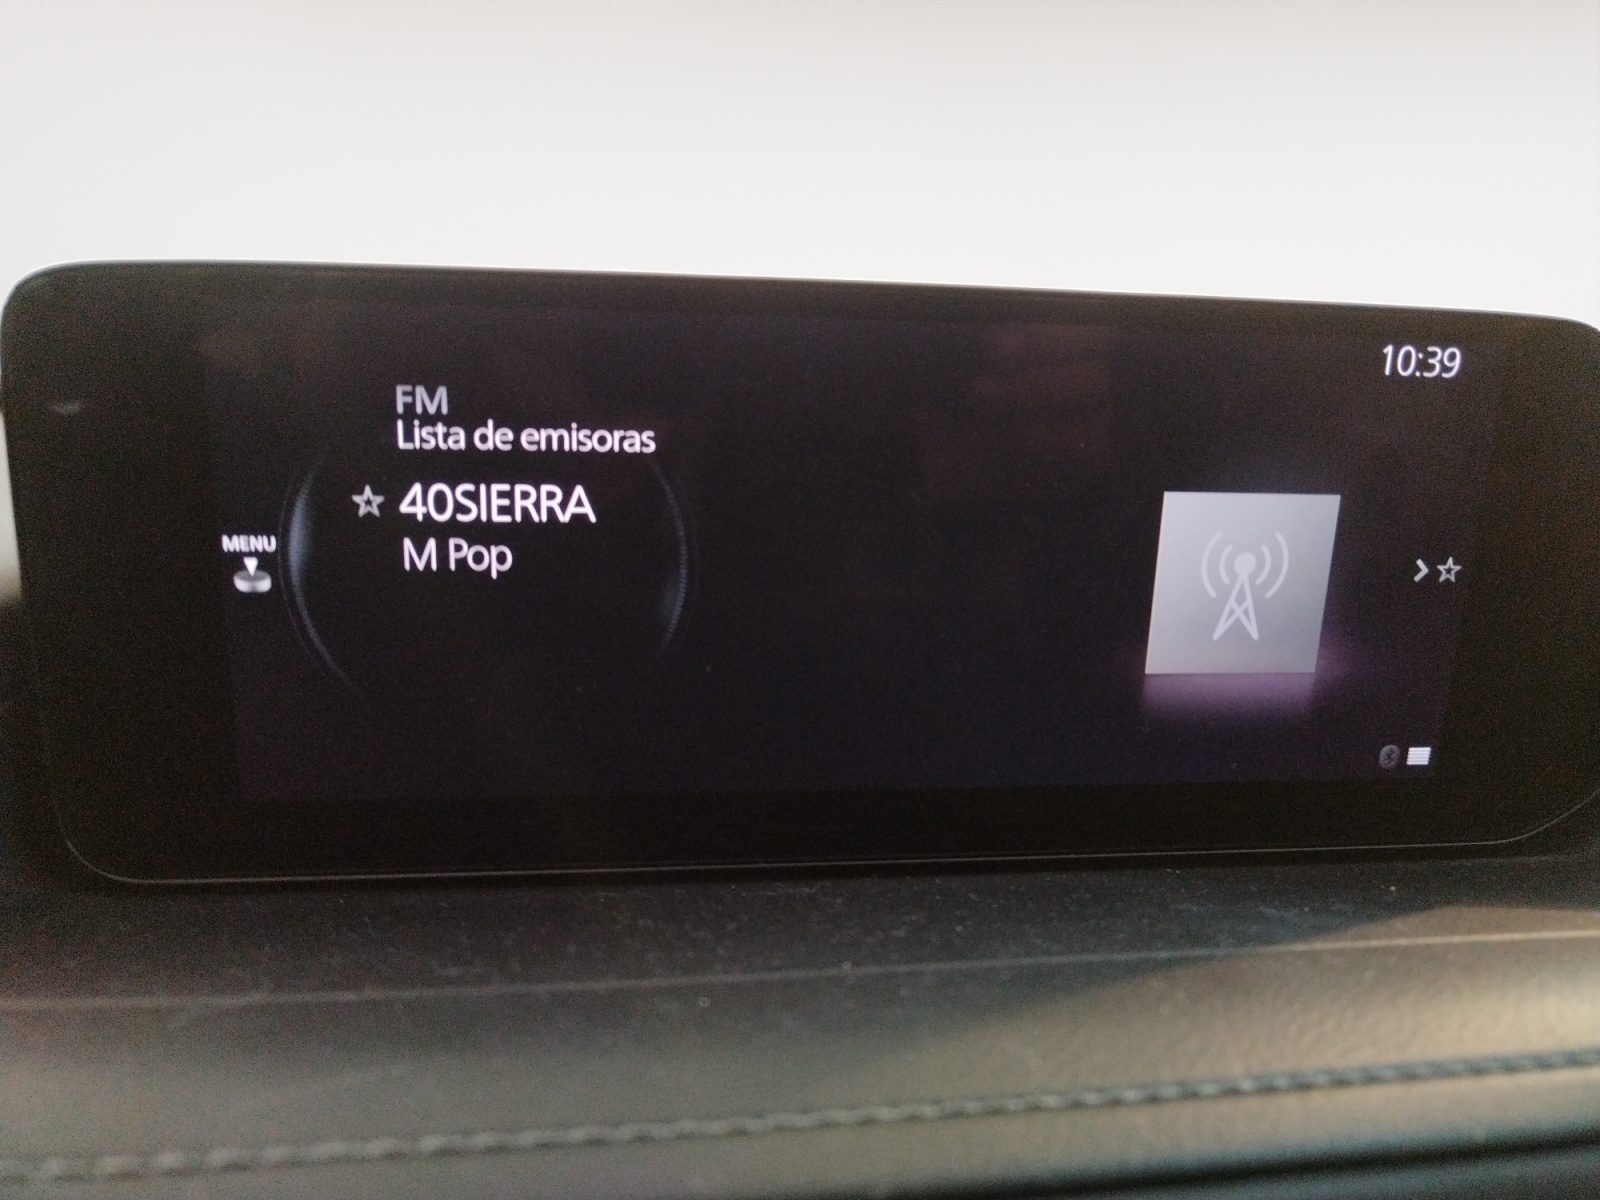 10:39
FM
Lista de emisoras
40SIERRA
M Pop
MENU